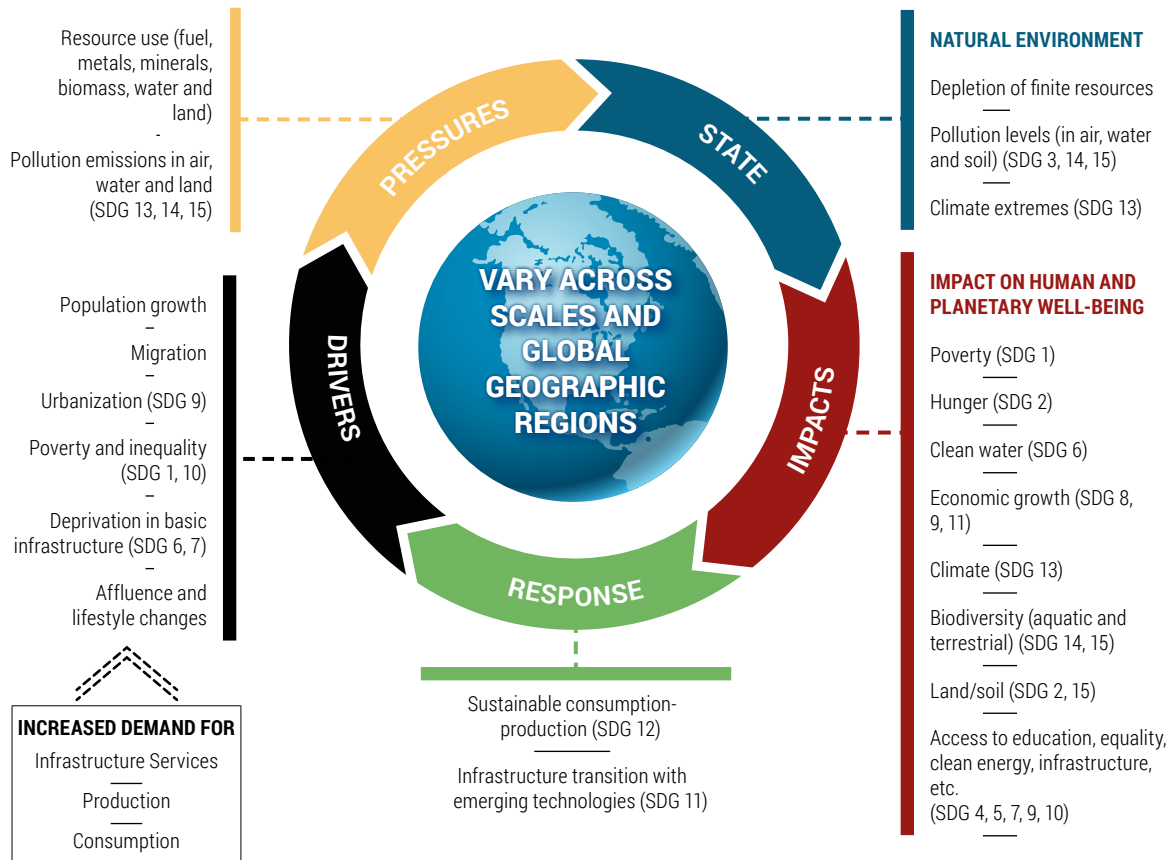 Resource use (fuel,
metals, minerals,
biomass, water and
land)
-
Pollution emissions in air,
water and land
(SDG 13, 14, 15)
Population growth
–
Migration
–
Urbanization (SDG 9)
–
Poverty and inequality
(SDG 1, 10)
–
Deprivation in basic
infrastructure (SDG 6, 7)
–
Affluence and
lifestyle changes
INCREASED DEMAND FOR
Infrastructure Services
Production
Consumption
PRESSURES
STATE
IMPACTS
RESPONSE
DRIVERS
VARY ACROSS
SCALES AND
GLOBAL
GEOGRAPHIC
REGIONS
Sustainable consumption-
production (SDG 12)
Infrastructure transition with
emerging technologies (SDG 11)
NATURAL ENVIRONMENT
Depletion of finite resources
Pollution levels (in air, water
and soil) (SDG 3, 14, 15)
Climate extremes (SDG 13)
IMPACT ON HUMAN AND
PLANETARY WELL-BEING
Poverty (SDG 1)
Hunger (SDG 2)
Clean water (SDG 6)
Economic growth (SDG 8,
9, 11)
Climate (SDG 13)
Biodiversity (aquatic and
terrestrial) (SDG 14, 15)
Land/soil (SDG 2, 15)
Access to education, equality,
clean energy, infrastructure,
etc.
(SDG 4, 5, 7, 9, 10)